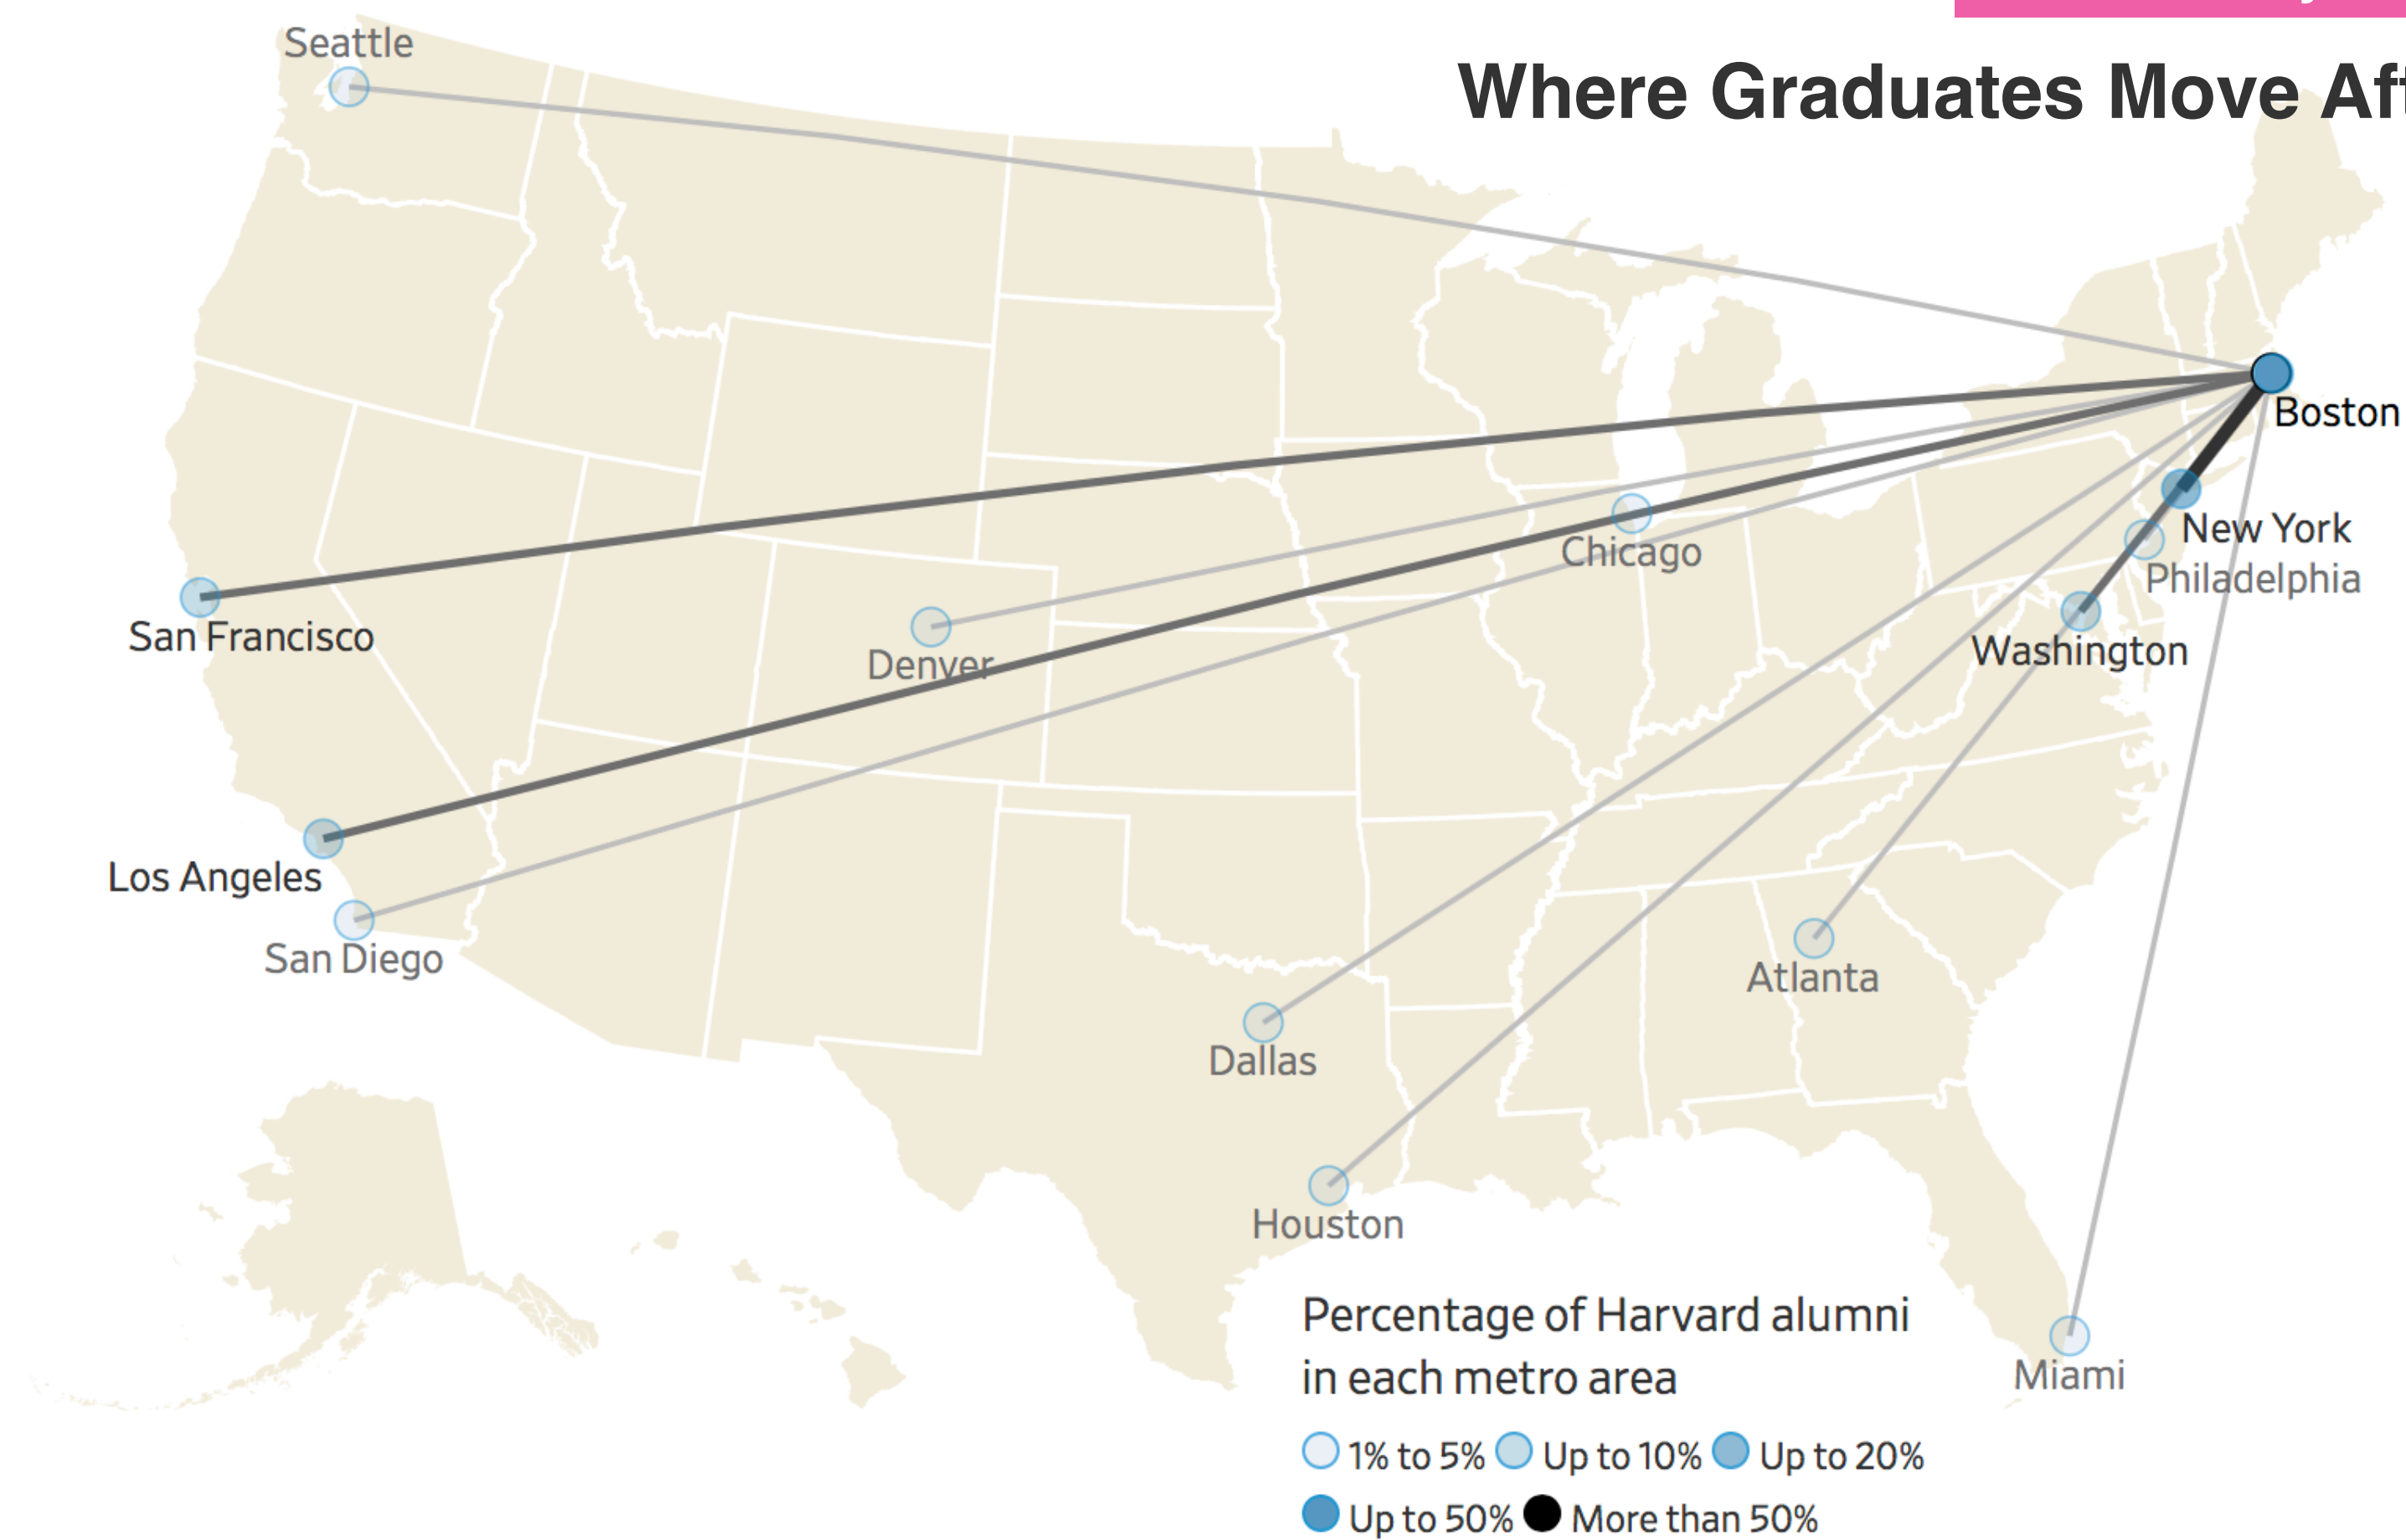 Seattle
Where Graduates Move
Boston
New York
Chicago
Philadelphia
San Francisco
Denver
Washington
Los Angeles
San Diego
Atlanta
Dallas
Houston
Percentage of Harvard alumni
in each metro area
Miami
1% to 5% Up to 10% Up to 20%
Up to 50% More than 50%